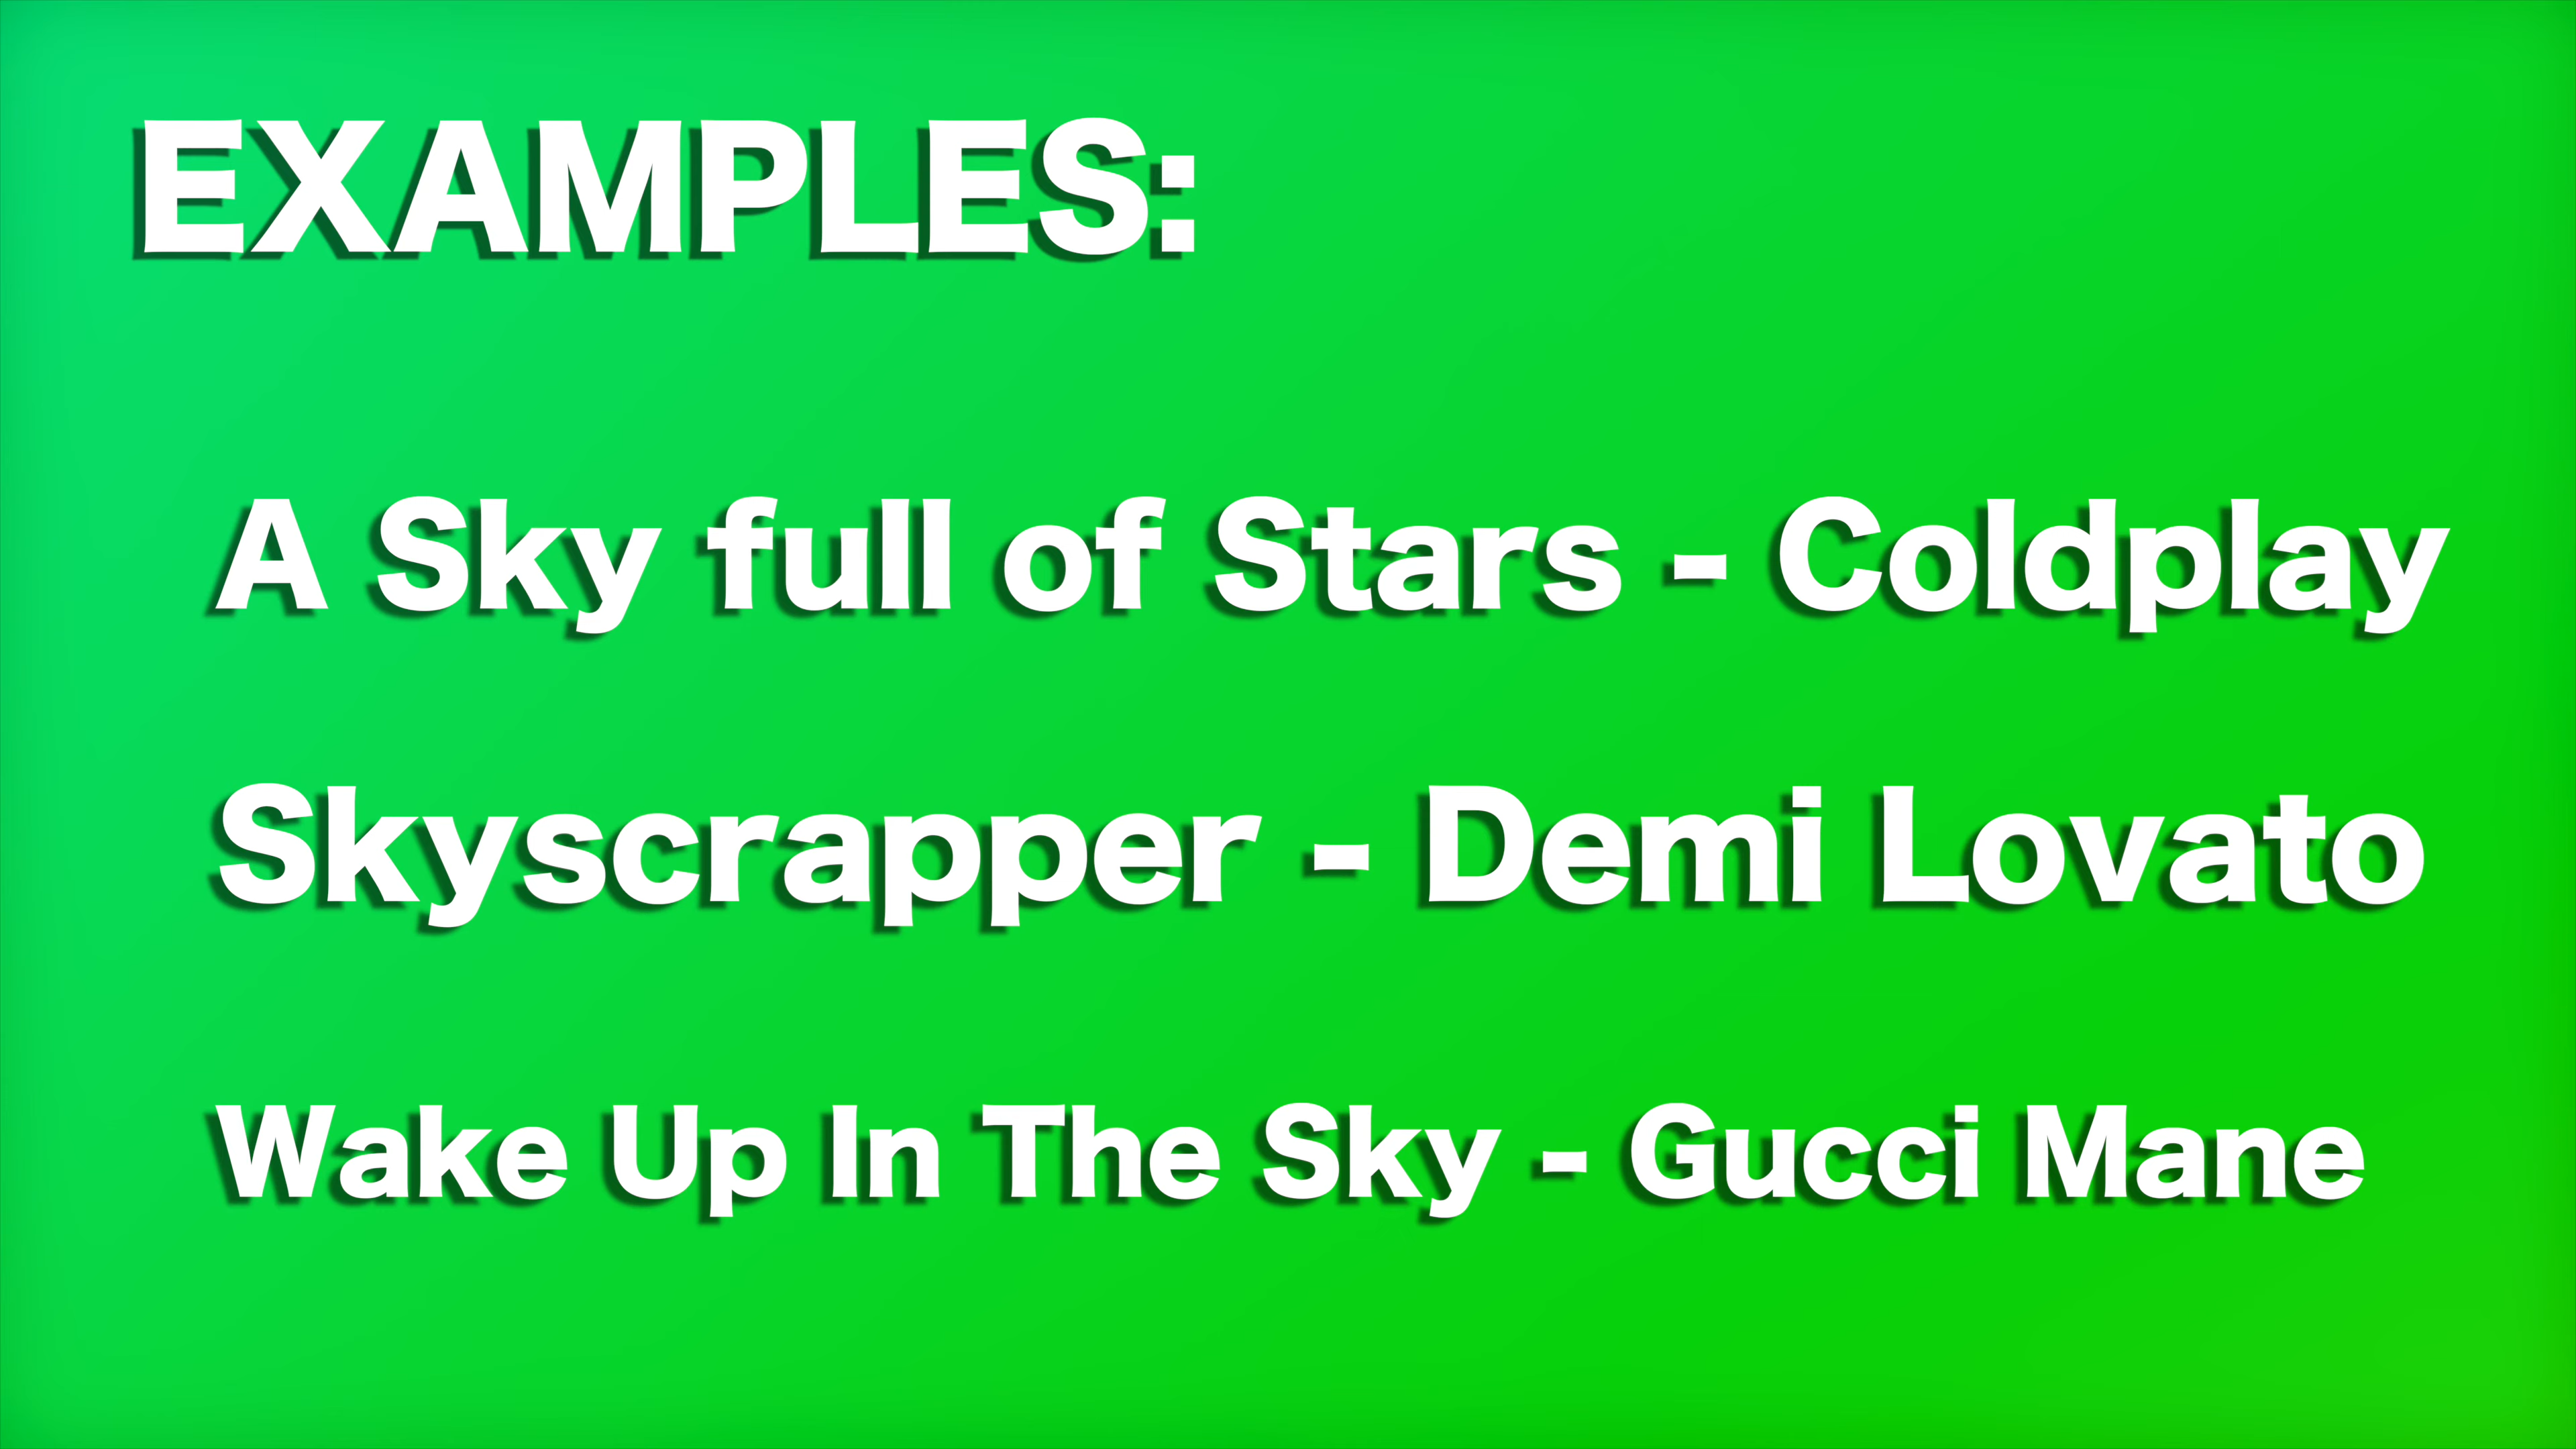 EXAMPLES:
A Sky full of Stars - Coldplay
Skyscrapper - Demi Lovato
Wake Up In The Sky - Gucci Mane